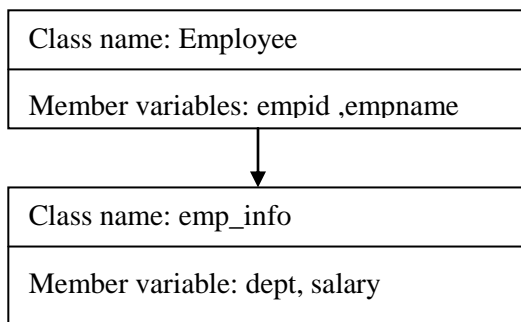 Class name: Employee
Member variables: empid ,empname
Class name: emp_info
Member variable: dept, salary